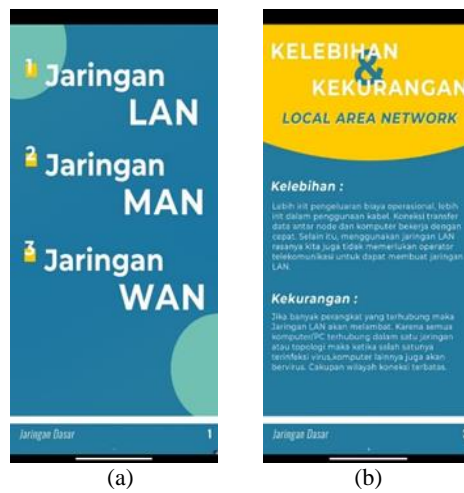 1 Jaringan
LAN
2 Jaringan
MAN
3 Jaringan
WAN
Jaringan Dasar 1
(a)
KELEBIHAN
&
KEKURANGAN
LOCAL AREA NETWORK
Kelebihan :
Lebih irit pengeluaran biaya operasional, lebih
irit dalam penggunaan kabel. Koneksi transfer
data antar node dan komputer bekerja dengan
cepat. Selain itu, menggunakan jaringan LAN
rasanya kita juga tidak memerlukan operator
telekomunikasi untuk dapat membuat jaringan
LAN.
Kekurangan :
Jika banyak perangkat yang terhubung maka
Jaringan LAN akan melambat. Karena semua
komputer/PC terhubung dalam satu jaringan
atau topologi maka ketika salah satunya
terinfeksi virus,komputer lainnya juga akan
bervirus. Cakupan wilayah koneksi terbatas.
Jaringan Dasar
(b)